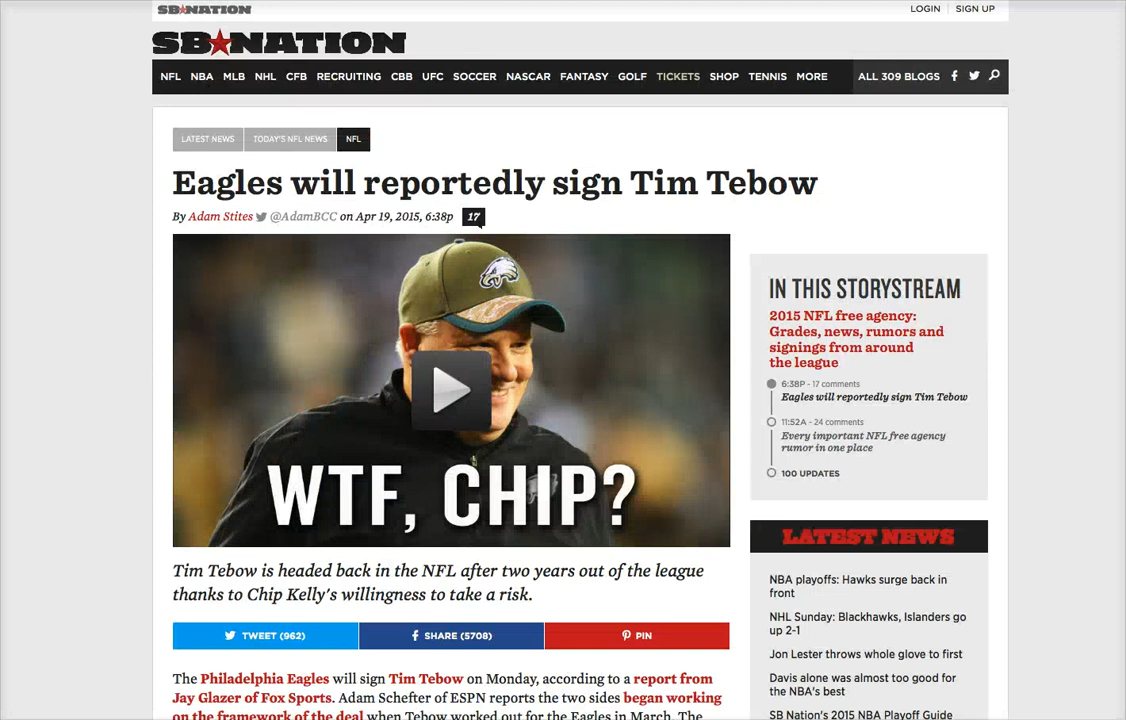 SB NATION
LOGIN SIGN UP
SB NATION
NFL NBA MLB NHL CFB RECRUITING CBB UFC SOCCER NASCAR FANTASY GOLF TICKETS SHOP TENNIS MORE ALL 309 BLOGS
LATEST NEWS TODAY'S NFL NEWS NFL
Eagles will reportedly sign Tim Tebow
By Adam Stites @AdamBCC on Apr 19, 2015, 6:38p 17
WTF, CHIP?
Tim Tebow is headed back in the NFL after two years out of the league
thanks to Chip Kelly's willingness to take a risk.
TWEET (962) SHARE (5708) PIN
The Philadelphia Eagles will sign Tim Tebow on Monday, according to a report from
Jay Glazer of Fox Sports. Adam Schefter of ESPN reports the two sides began working
on the framework of the deal when Tebow worked out for the Eagles in March. The
IN THIS STORYSTREAM
2015 NFL free agency:
Grades, news, rumors and
signings from around
the league
6:38P - 17 comments
Eagles will reportedly sign Tim Tebow
11:52A - 24 comments
Every important NFL free agency
rumor in one place
100 UPDATES
LATEST NEWS
NBA playoffs: Hawks surge back in
front
NHL Sunday: Blackhawks, Islanders go
up 2-1
Jon Lester throws whole glove to first
Davis alone was almost too good for
the NBA's best
SB Nation's 2015 NBA Playoff Guide